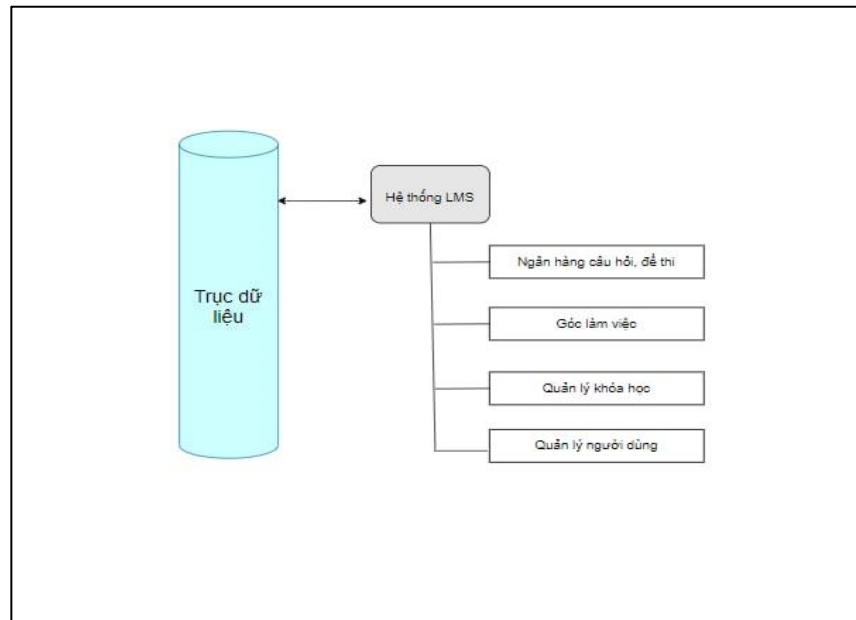 Hệ thống LMS
Trục dữ
liệu
Ngân hàng câu hỏi, đề thi
Góc làm việc
Quản lý khóa học
Quản lý người dùng